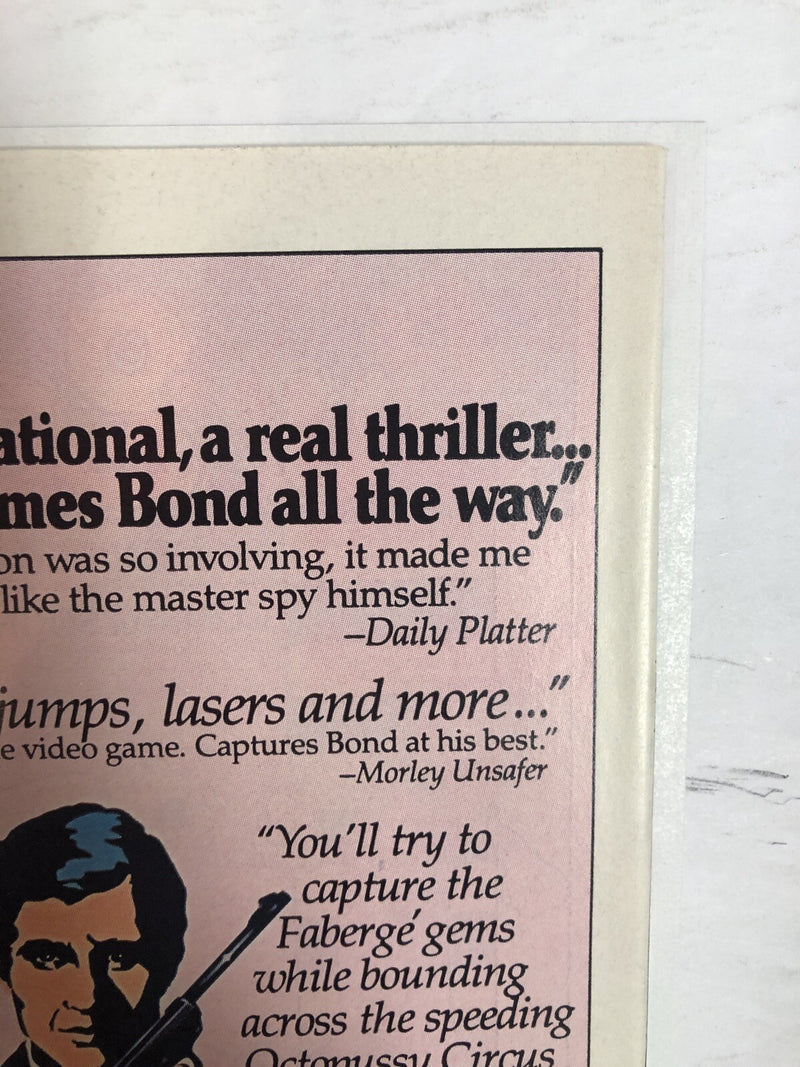 ational, a real thriller...
mes Bond all the way."
on was so involving, it made me
like the master spy himself."
–Daily Platter
jumps, lasers and more..."
e video game. Captures Bond at his best."
–Morley Unsafer
"You'll try to
capture the
Fabergé gems
while bounding
across the speeding
Octopussy Circus